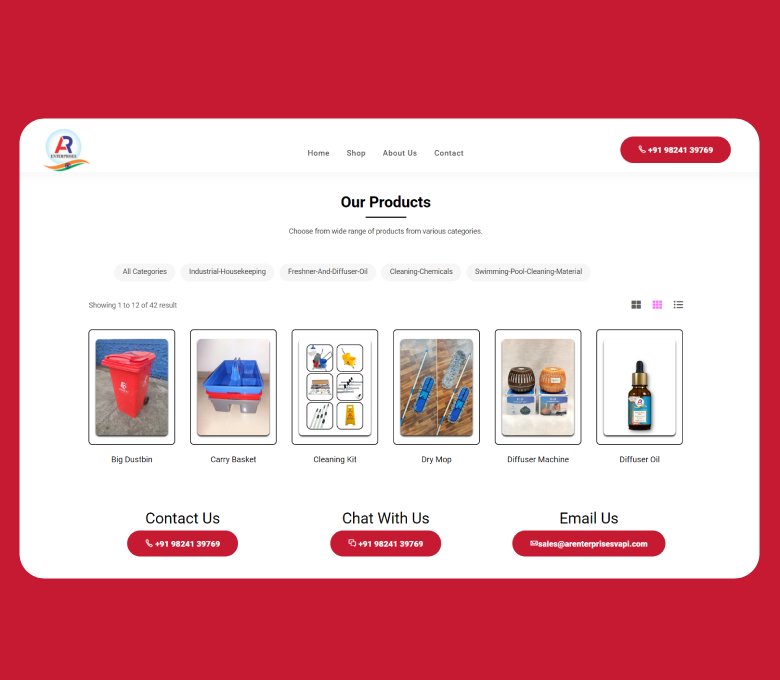 AR
ENTERPRISES
Home Shop About Us Contact
+91 98241 39769
Our Products
Choose from wide range of products from various categories.
All Categories Industrial-Housekeeping Freshner-And-Diffuser-Oil Cleaning-Chemicals Swimming-Pool-Cleaning-Material
Showing 1 to 12 of 42 result
Big Dustbin Carry Basket Cleaning Kit Dry Mop Diffuser Machine Diffuser Oil
Contact Us Chat With Us Email Us
+91 98241 39769 +91 98241 39769 sales@arenterprisesvapi.com